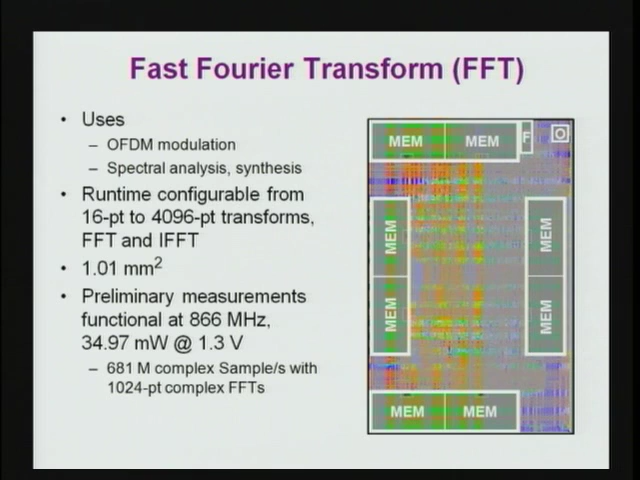 Fast Fourier Transform (FFT)
• Uses
– OFDM modulation
– Spectral analysis, synthesis
• Runtime configurable from
16-pt to 4096-pt transforms,
FFT and IFFT
• 1.01 mm²
• Preliminary measurements
functional at 866 MHz,
34.97 mW @ 1.3 V
– 681 M complex Sample/s with
1024-pt complex FFTs
MEM MEM F O
MEM MEM
MEM MEM
MEM MEM